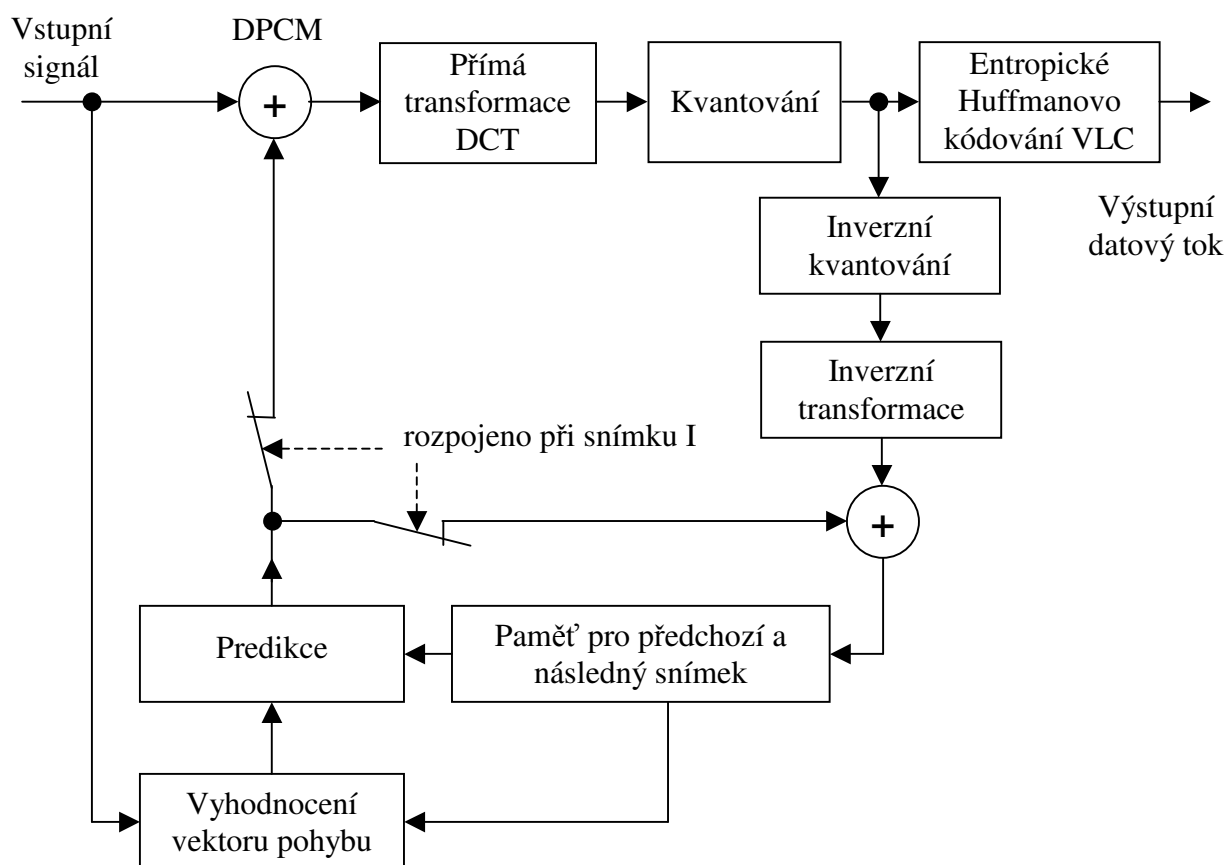 Vstupní
signál
DPCM
+
Přímá
transformace
DCT
Kvantování
Entropické
Huffmanovo
kódování VLC
Výstupní
datový tok
Inverzní
kvantování
Inverzní
transformace
rozpojeno při snímku I
+
Predikce
Paměť pro předchozí a
následný snímek
Vyhodnocení
vektoru pohybu